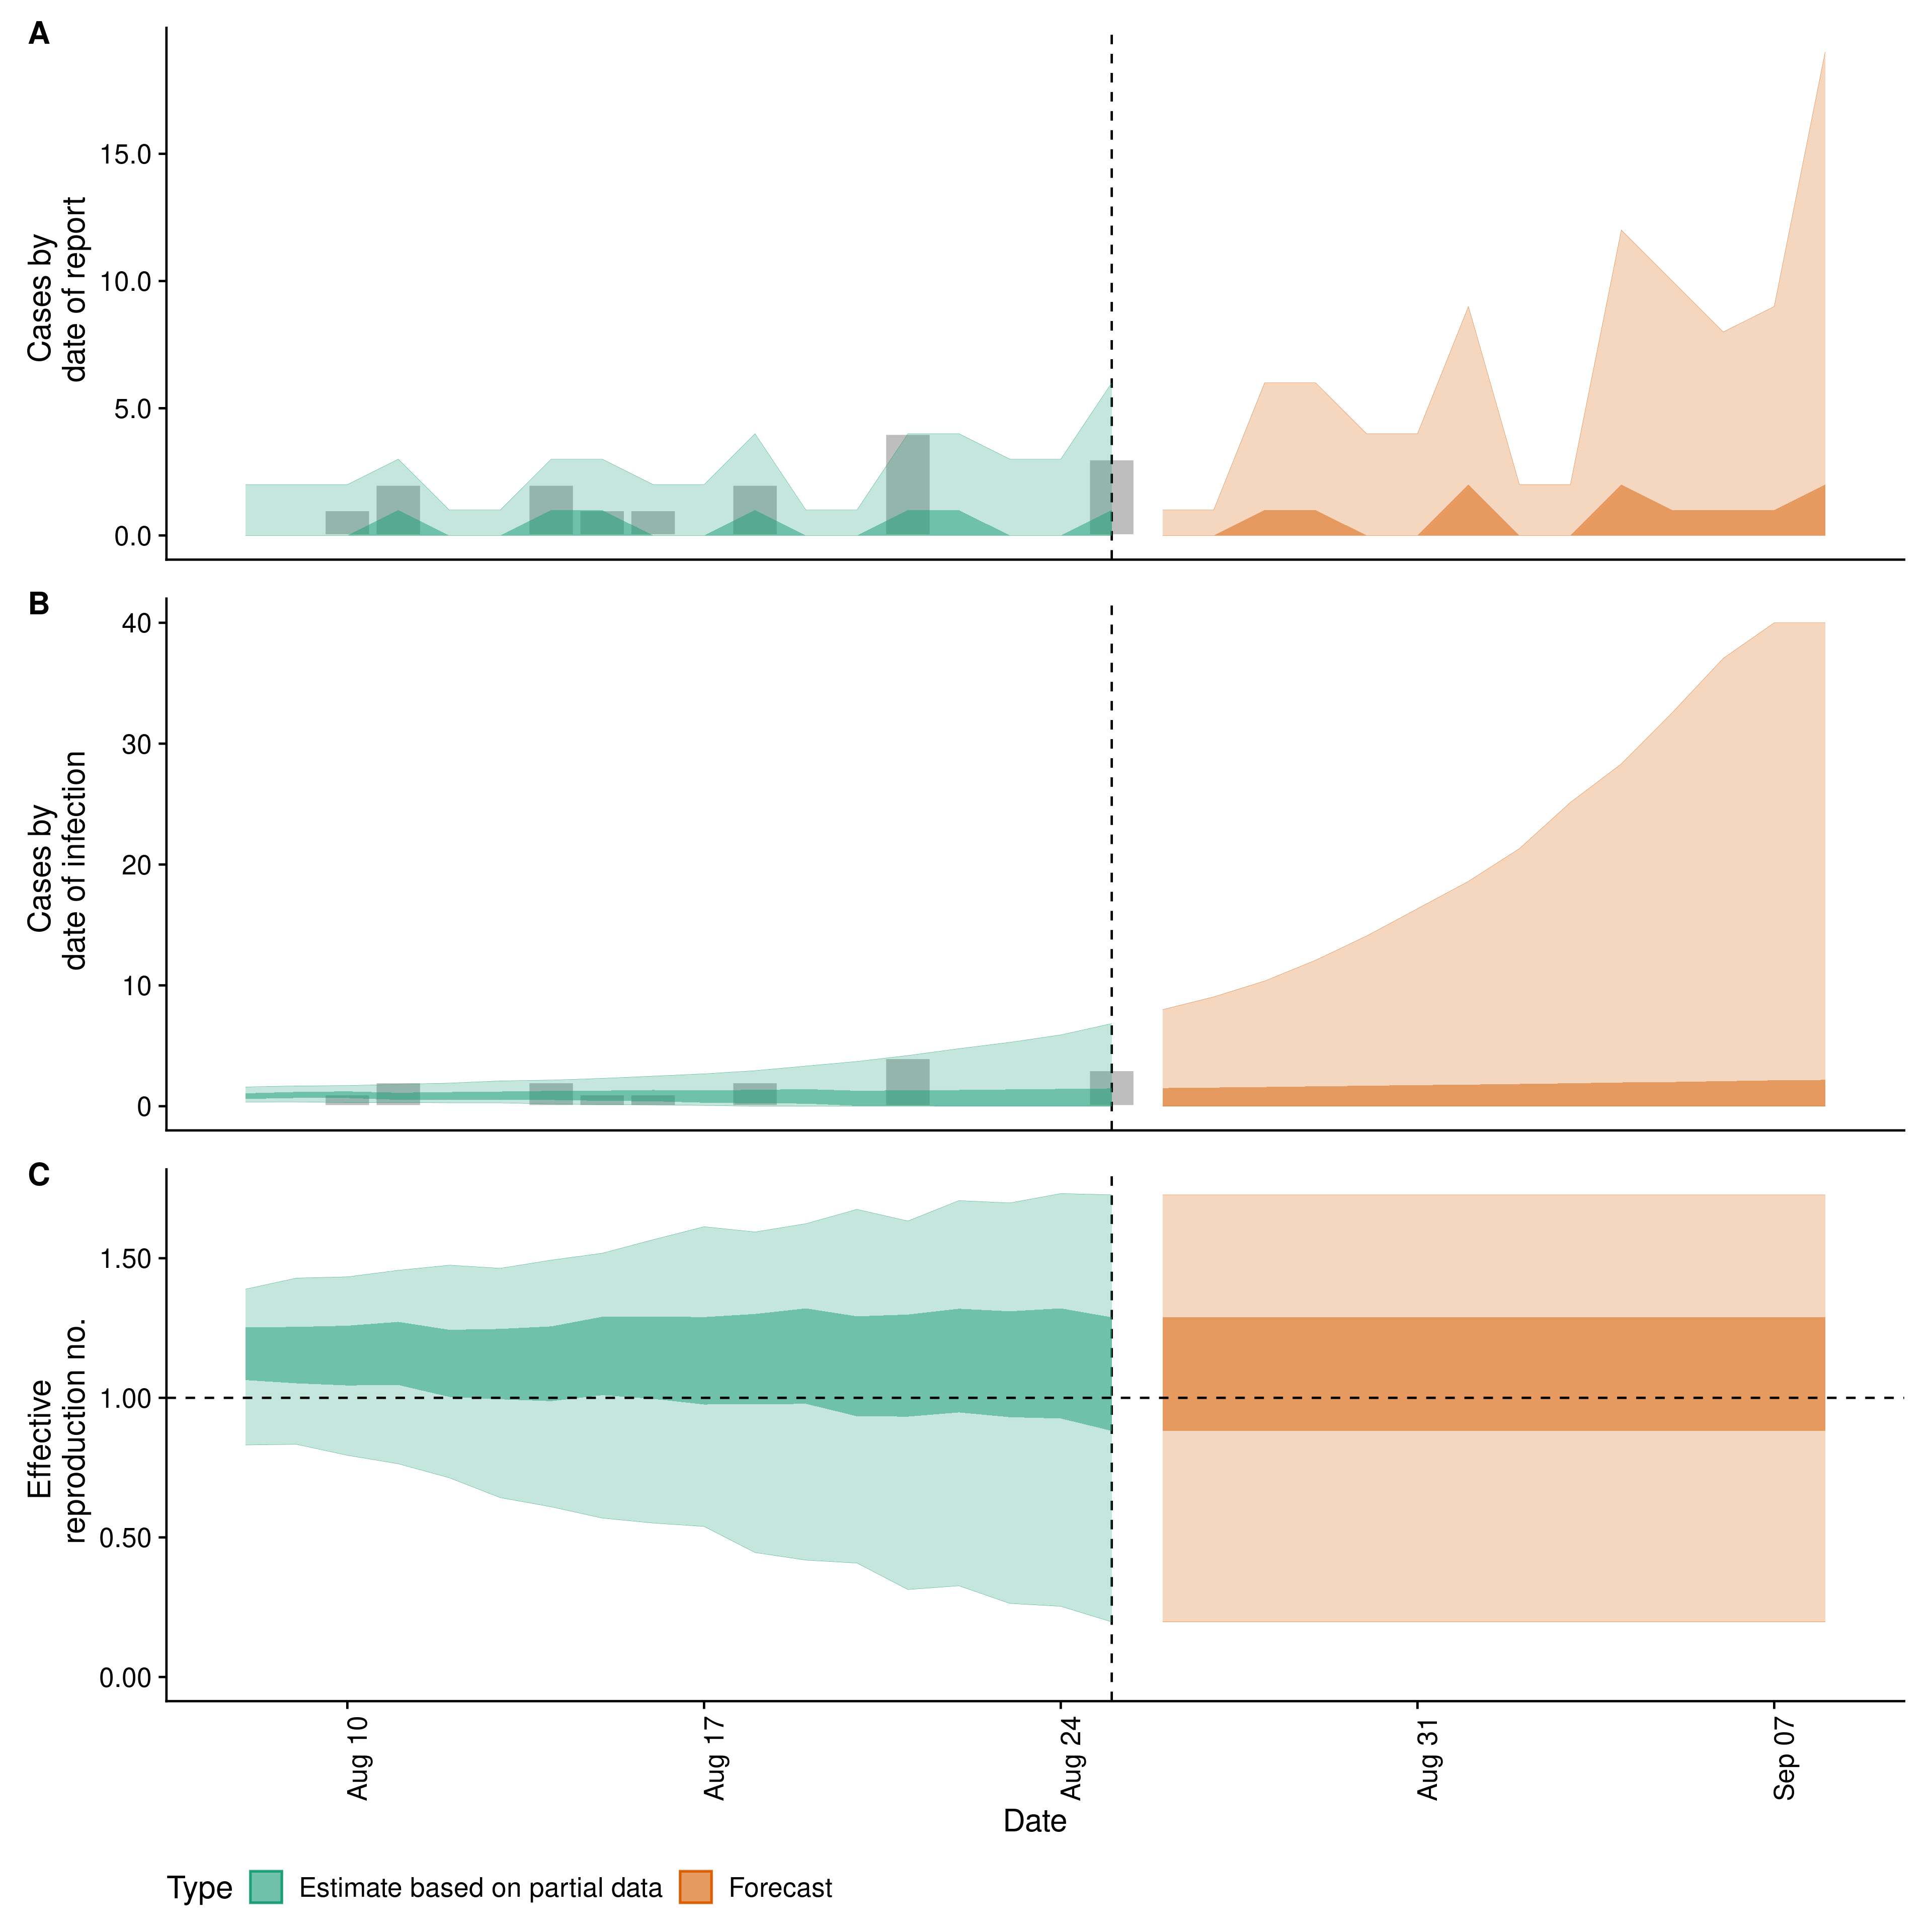 A
Cases by
date of report
15.0
10.0
5.0
0.0
B
Cases by
date of infection
40
30
20
10
0
C
Effective
reproduction no.
1.50
1.00
0.50
0.00
Aug 10
Aug 17
Aug 24
Aug 31
Sep 07
Date
Type
Estimate based on partial data
Forecast